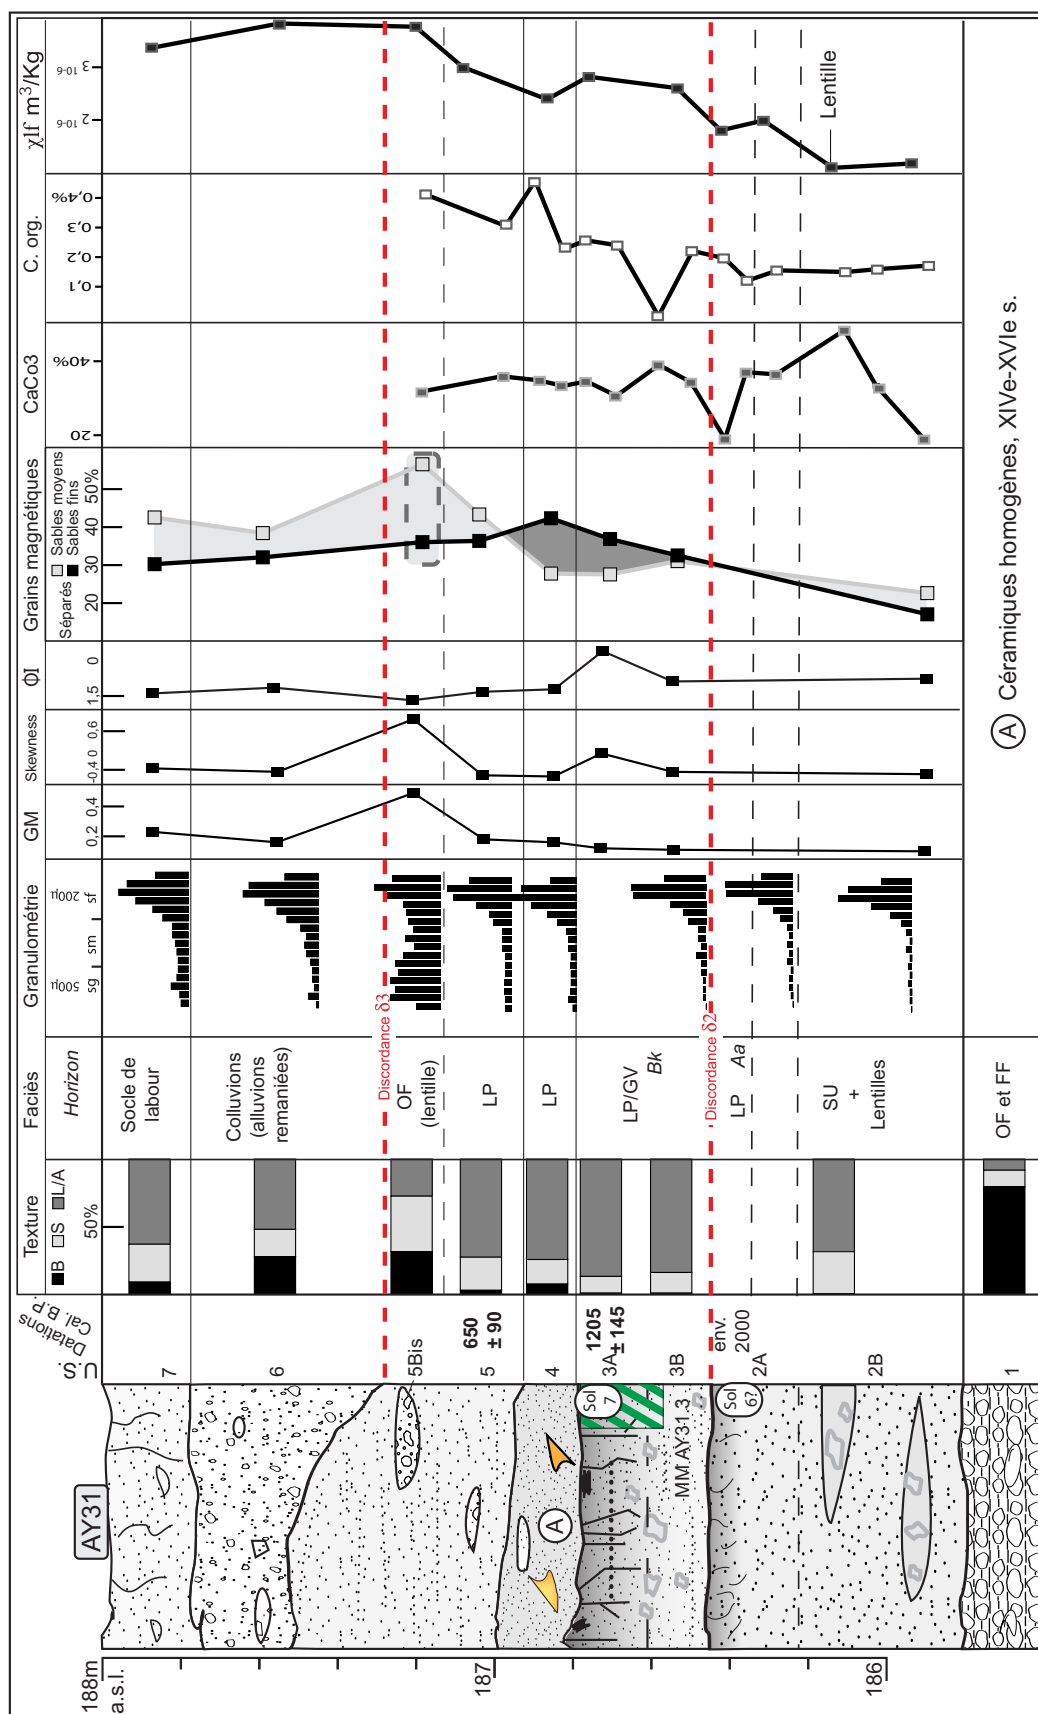 AY31
188m
a.s.l.
187
186
U.S.
Datations
Cal. B.P.
7
6
5Bis
5
4
3A
3B
2A
2B
1
650
± 90
1205
± 145
env.
2000
Sol
7
Sol
6?
A
MM AY31-3
Texture
B S L/A
50%
Faciès
Horizon
Socle de
labour
Colluvions
(alluvions
remaniées)
Discordance δ3
OF
(lentille)
LP
LP
LP/GV
Bk
Discordance δ2
LP
Aa
SU
+
Lentilles
OF et FF
Granulométrie
500µ
200µ
sg
sm
sf
GM
0,2
0,4
Skewness
-0,4
0
0,6
ΦI
1,5
0
Grains magnétiques
Séparés
Sables moyens
Sables fins
20
30
40
50%
CaCo3
20
40%
C. org.
0,1
0,2
0,3
0,4%
χlf m³/Kg
2 10-6
3 10-6
Lentille
A Céramiques homogènes, XIVe-XVIe s.